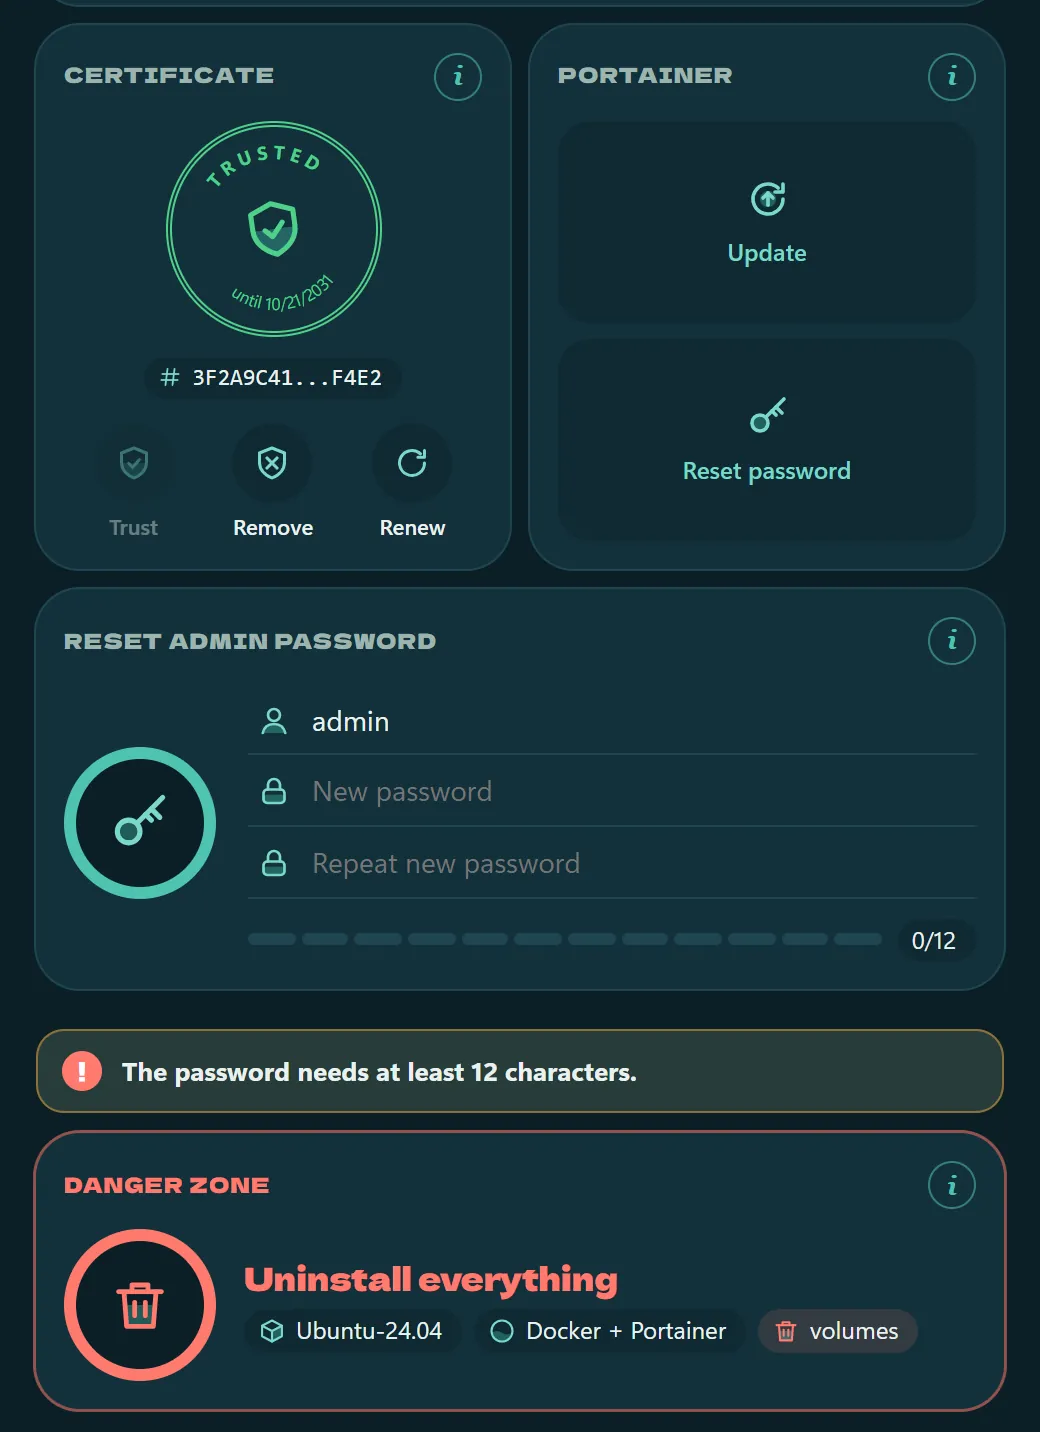 CERTIFICATE
TRUSTED
until 10/21/2031
# 3F2A9C41...F4E2
Trust
Remove
Renew
PORTAINER
Update
Reset password
RESET ADMIN PASSWORD
admin
New password
Repeat new password
0/12
The password needs at least 12 characters.
DANGER ZONE
Uninstall everything
Ubuntu-24.04
Docker + Portainer
volumes